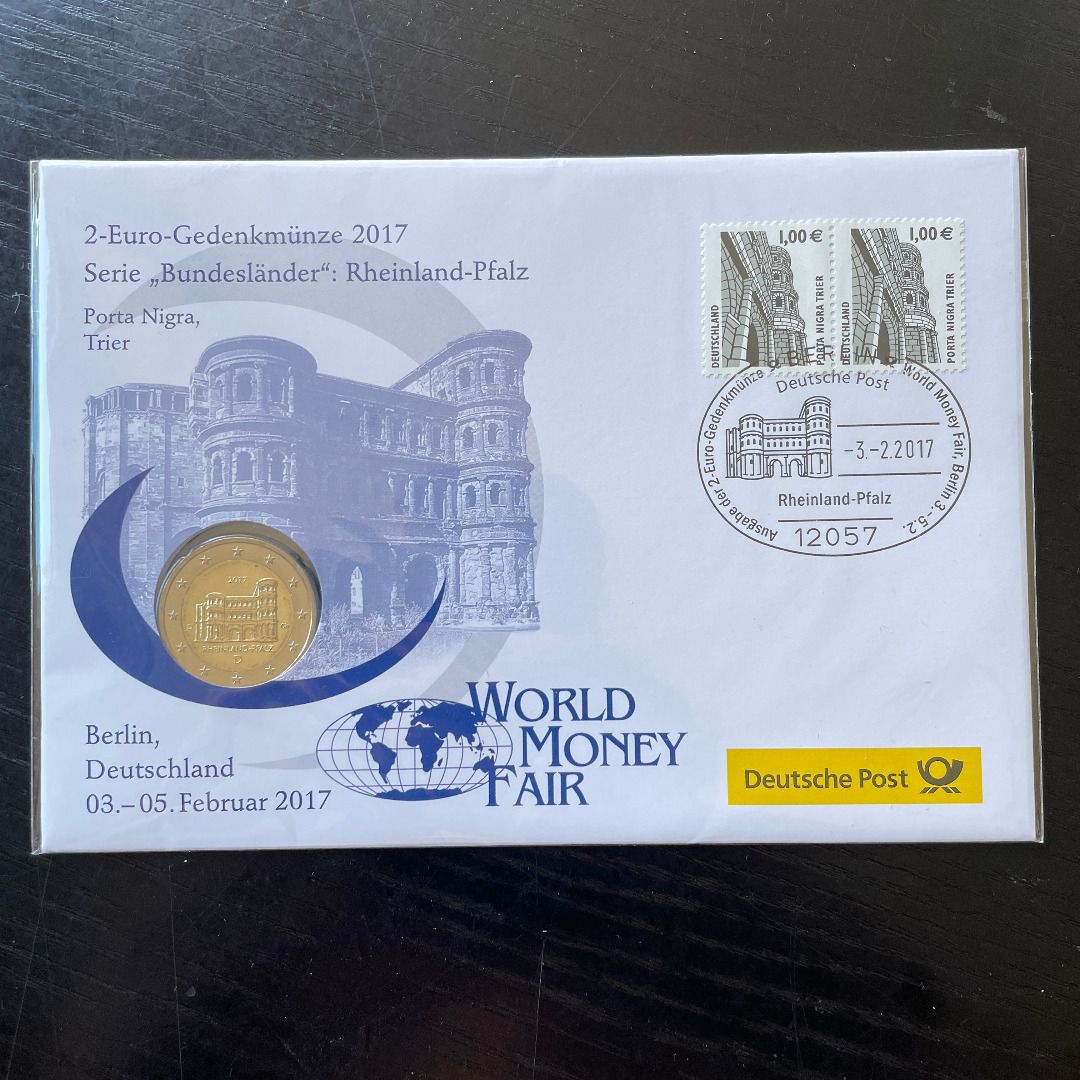 2-Euro-Gedenkmünze 2017
Serie „Bundesländer“: Rheinland-Pfalz
Porta Nigra,
Trier
1,00 €
DEUTSCHLAND
PORTA NIGRA TRIER
1,00 €
DEUTSCHLAND
PORTA NIGRA TRIER
BERLIN
Deutsche Post
Ausgabe der 2-Euro-Gedenkmünze
World Money Fair, Berlin 3.-5.2.
-3.-2.2017
Rheinland-Pfalz
12057
2017
RHEINLAND-PFALZ
D
Berlin,
Deutschland
03.–05. Februar 2017
WORLD
MONEY
FAIR
Deutsche Post